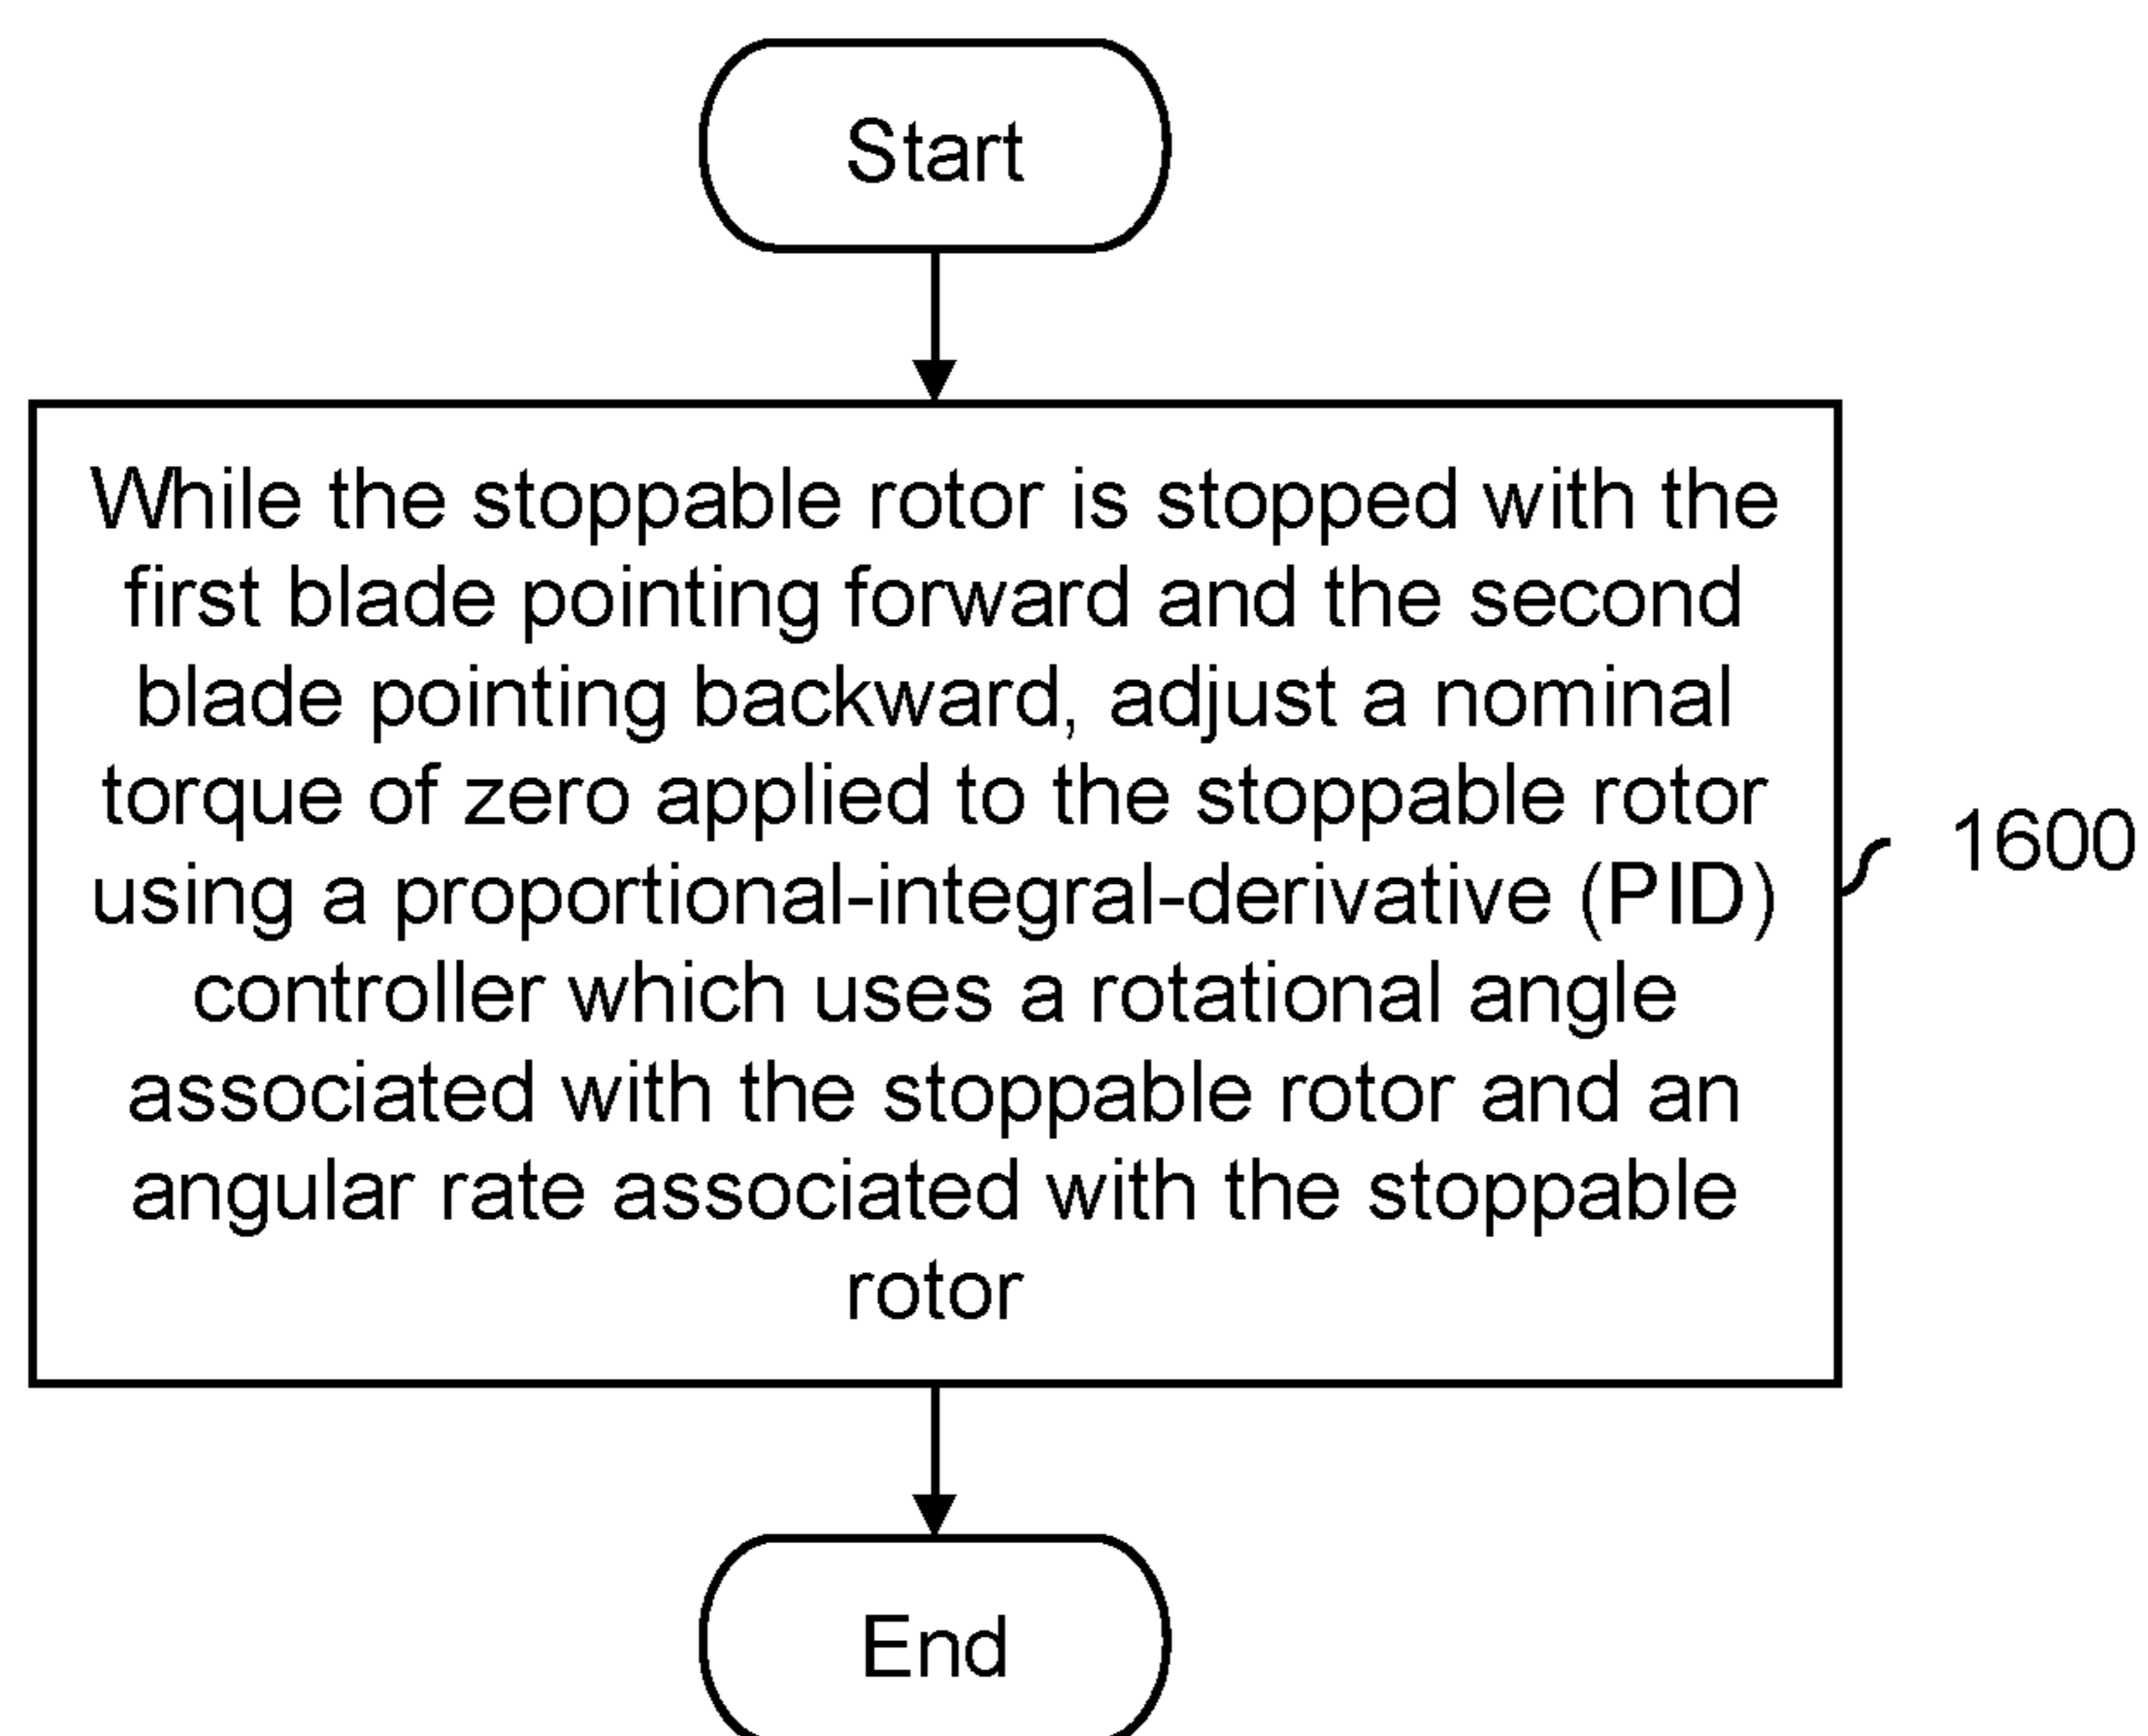 Start
While the stoppable rotor is stopped with the
first blade pointing forward and the second
blade pointing backward, adjust a nominal
torque of zero applied to the stoppable rotor
using a proportional-integral-derivative (PID)
controller which uses a rotational angle
associated with the stoppable rotor and an
angular rate associated with the stoppable
rotor
1600
End